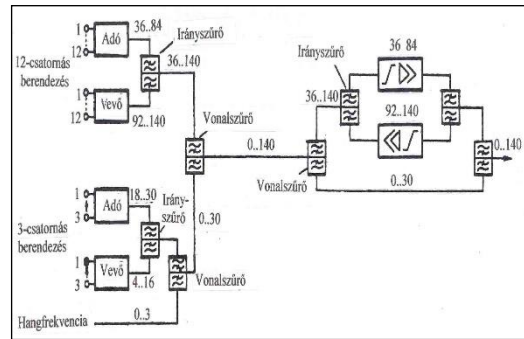 1
Adó
12
36..84
Irányszűrő
36..140
12-csatornás
berendezés
1
Vevő
12
92..140
Vonalszűrő
0..140
0..30
1
Adó
3
18..30
Irány-
szűrő
3-csatornás
berendezés
1
Vevő
3
4..16
Vonalszűrő
Hangfrekvencia
0..3
Irányszűrő
36 84
36..140
92..140
Vonalszűrő
0..30
0..140